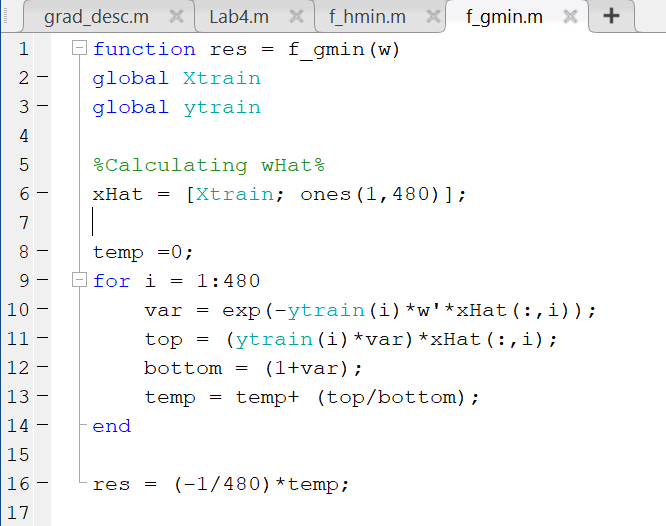 grad_desc.m Lab4.m f_hmin.m f_gmin.m +
1 function res = f_gmin(w)
2 global Xtrain
3 global ytrain
4
5 %Calculating wHat%
6 xHat = [Xtrain; ones(1,480)];
7
8 temp =0;
9 for i = 1:480
10 var = exp(-ytrain(i)*w'*xHat(:,i));
11 top = (ytrain(i)*var)*xHat(:,i);
12 bottom = (1+var);
13 temp = temp+ (top/bottom);
14 end
15
16 res = (-1/480)*temp;
17